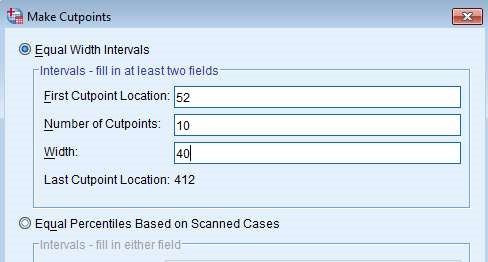 Make Cutpoints
Equal Width Intervals
Intervals - fill in at least two fields
First Cutpoint Location: 52
Number of Cutpoints: 10
Width: 40
Last Cutpoint Location: 412
Equal Percentiles Based on Scanned Cases
Intervals - fill in either field